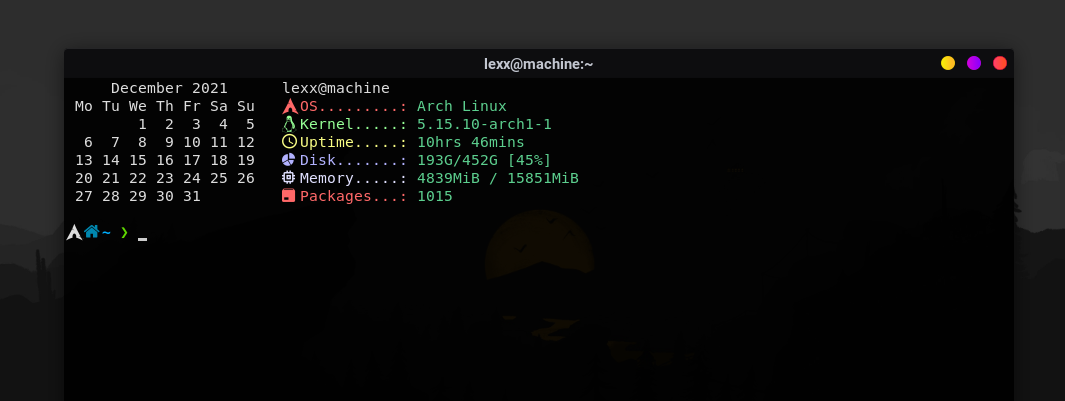 lexx@machine:~
December 2021 lexx@machine
Mo Tu We Th Fr Sa Su OS.........: Arch Linux
1 2 3 4 5 Kernel.....: 5.15.10-arch1-1
6 7 8 9 10 11 12 Uptime.....: 10hrs 46mins
13 14 15 16 17 18 19 Disk.......: 193G/452G [45%]
20 21 22 23 24 25 26 Memory.....: 4839MiB / 15851MiB
27 28 29 30 31 Packages...: 1015
~ ❯ _